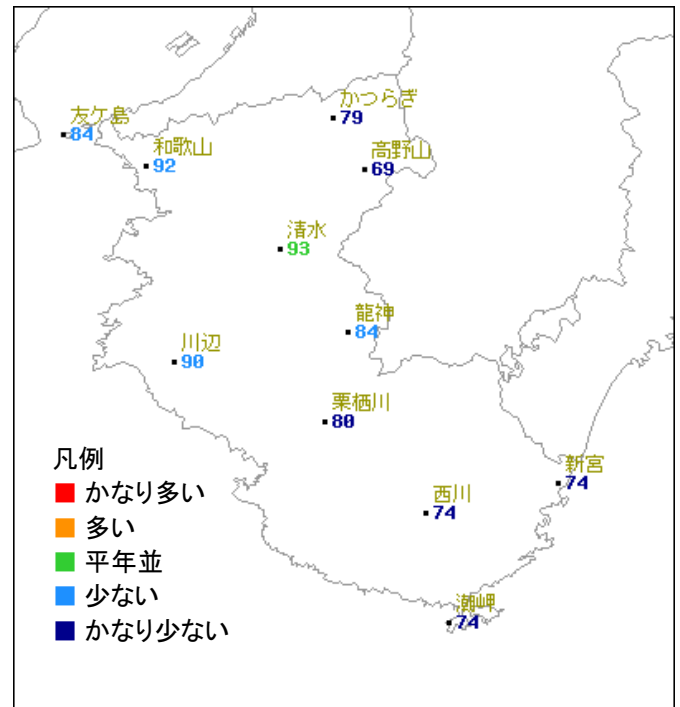 かつらぎ
79
友ケ島
84
和歌山
92
高野山
69
清水
93
龍神
84
川辺
90
栗栖川
80
新宮
74
西川
74
潮岬
74
凡例
かなり多い
多い
平年並
少ない
かなり少ない